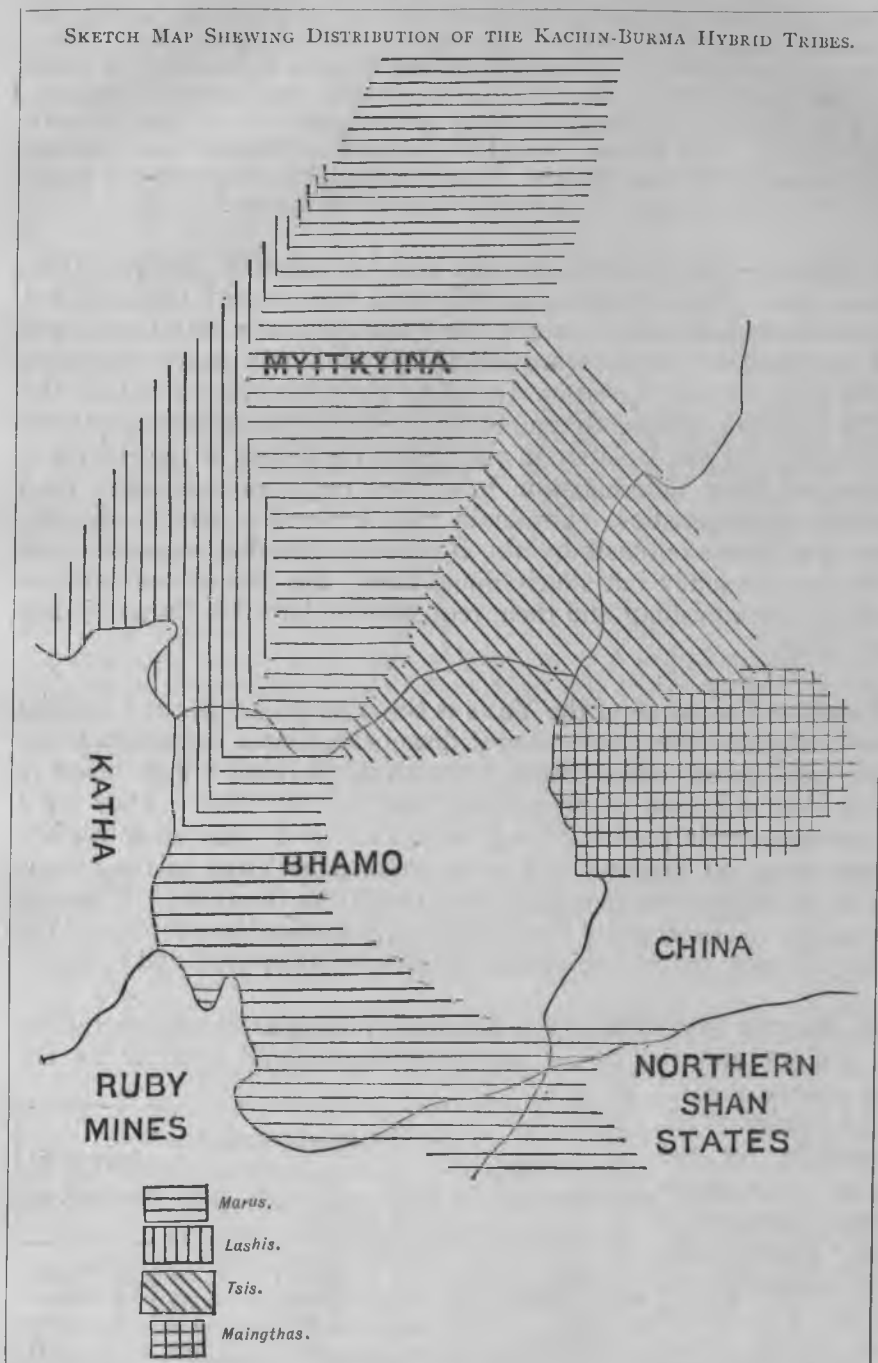 SKETCH MAP SHEWING DISTRIBUTION OF THE KACHIN-BURMA HYBRID TRIBES.
MYITKYINA
KATHA
BHAMO
CHINA
RUBY
MINES
NORTHERN
SHAN
STATES
Marus.
Lashis.
Tsis.
Maingthas.